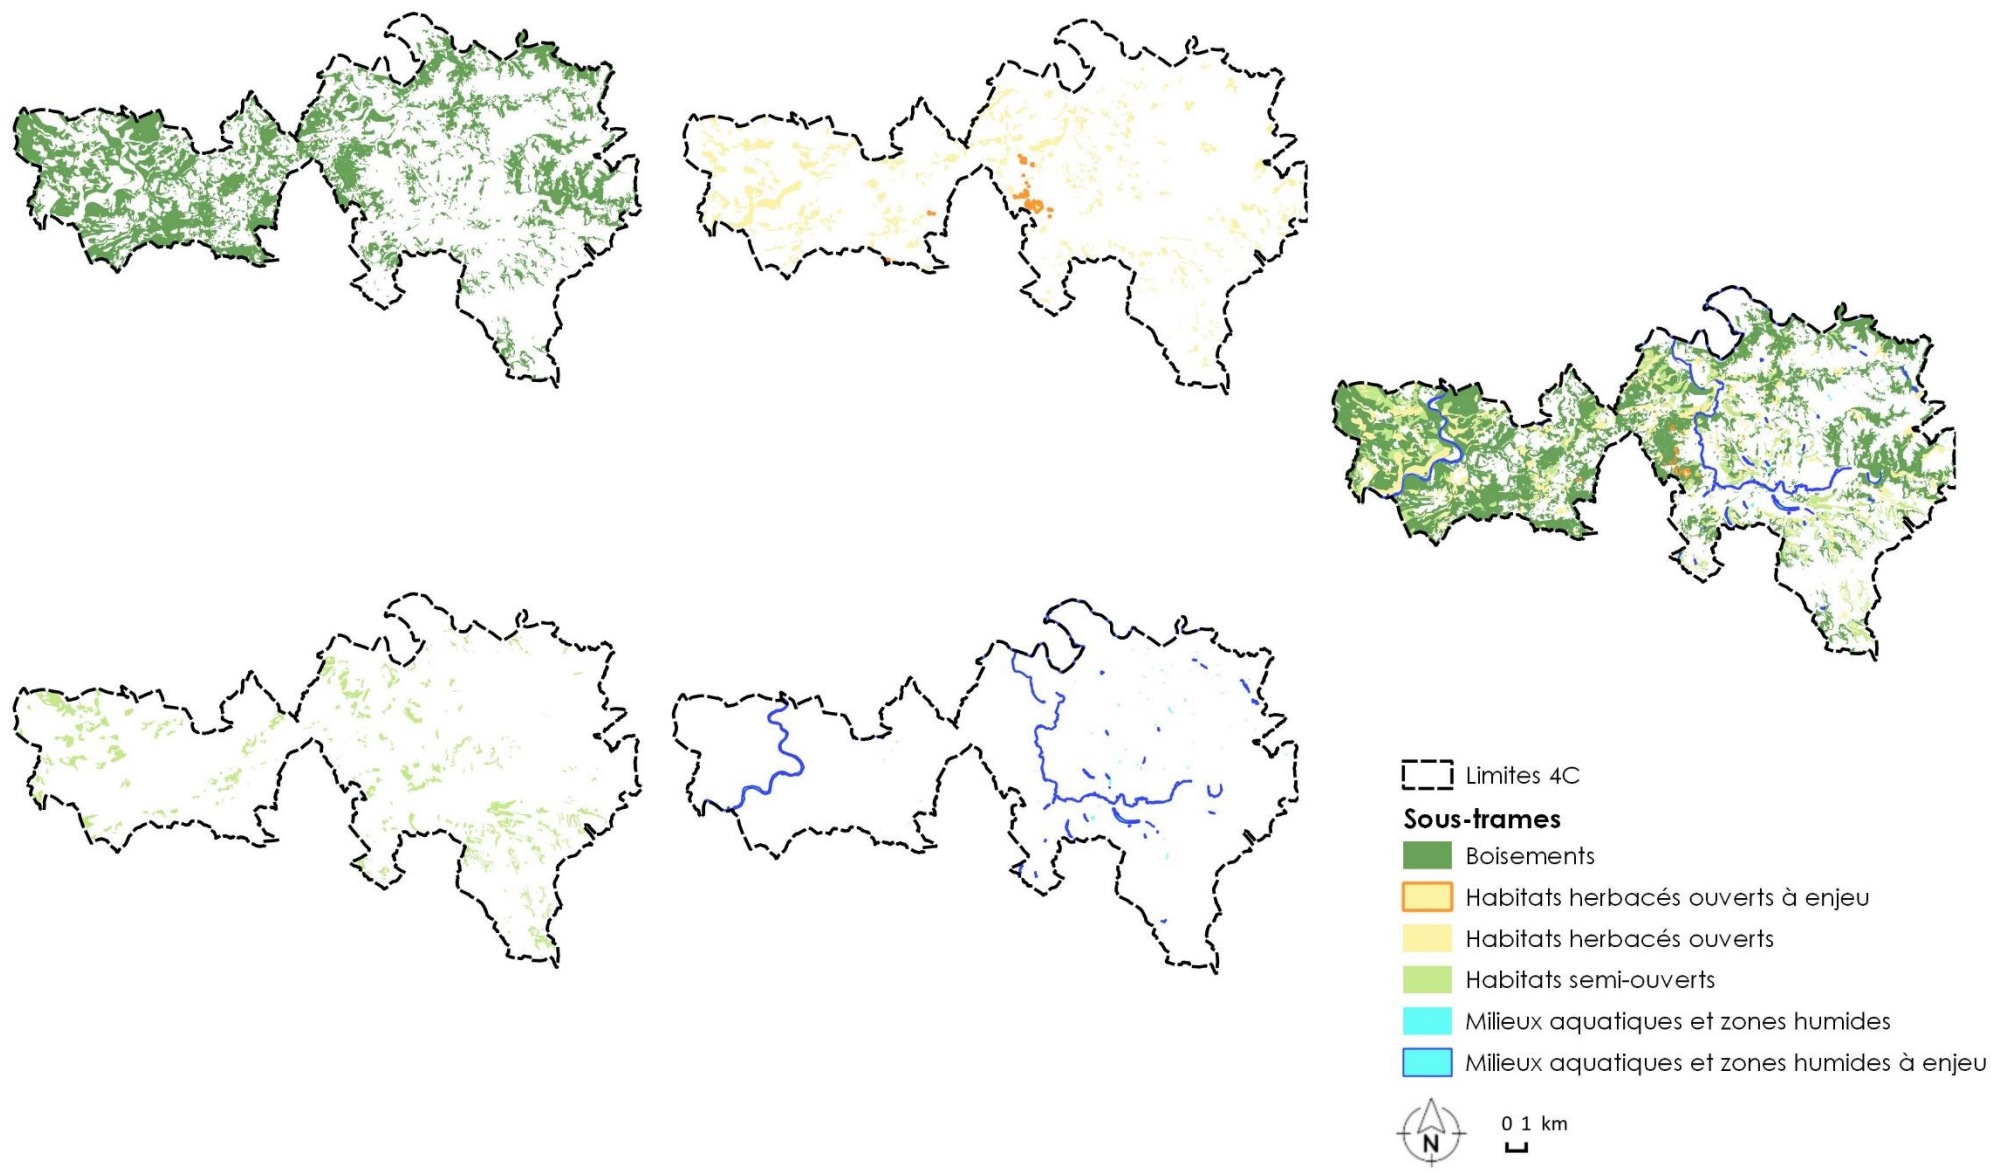 Limites 4C
Sous-trames
Boisements
Habitats herbacés ouverts à enjeu
Habitats herbacés ouverts
Habitats semi-ouverts
Milieux aquatiques et zones humides
Milieux aquatiques et zones humides à enjeu
N
0 1 km